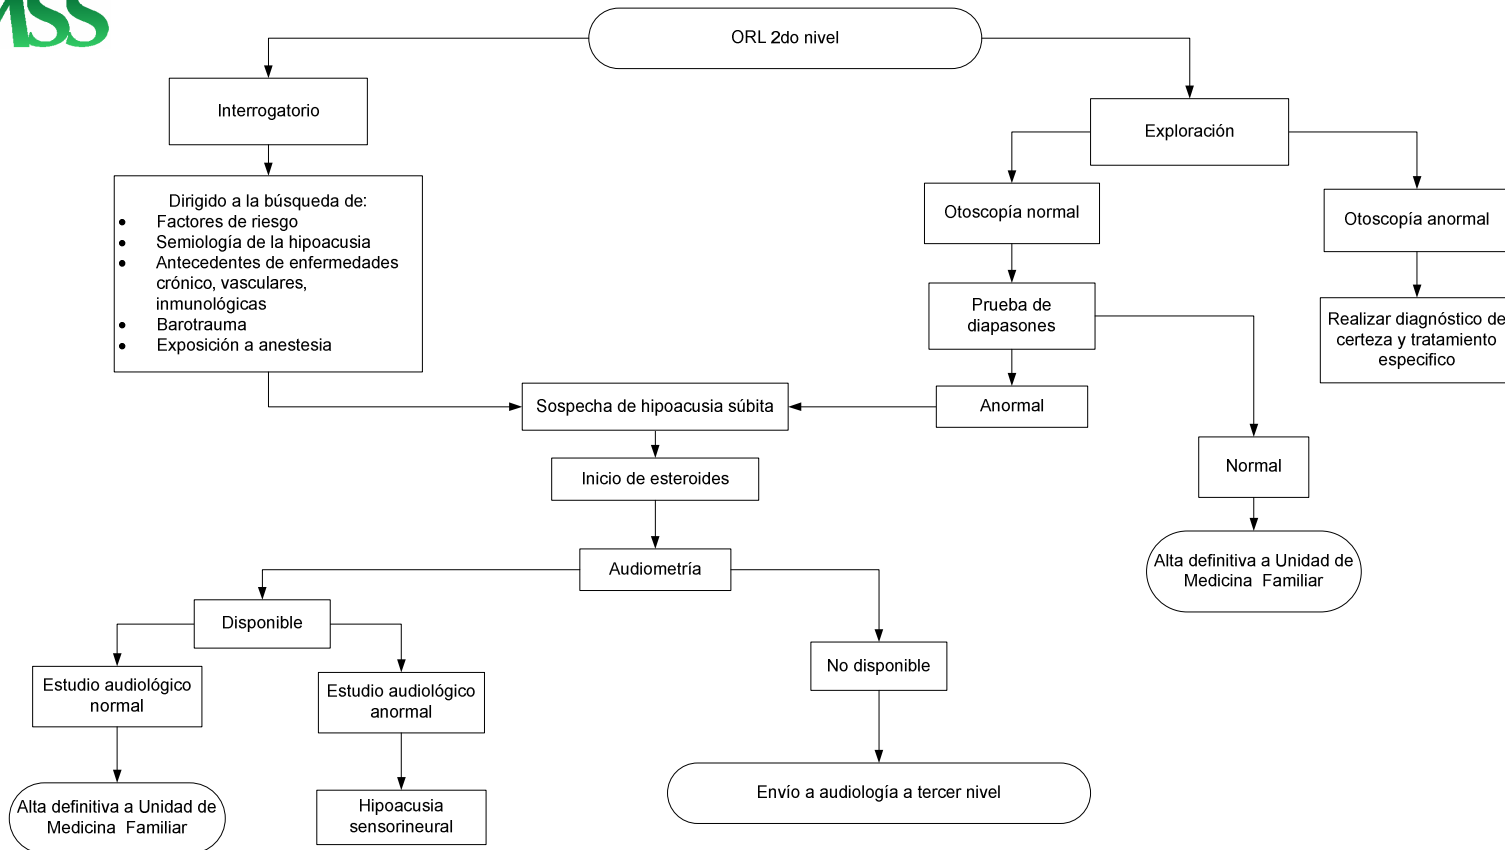 ORL 2do nivel
Interrogatorio
Dirigido a la búsqueda de:
• Factores de riesgo
• Semiología de la hipoacusia
• Antecedentes de enfermedades
crónico, vasculares,
inmunológicas
• Barotrauma
• Exposición a anestesia
Exploración
Otoscopía normal
Otoscopía anormal
Prueba de
diapasones
Realizar diagnóstico de
certeza y tratamiento
especifico
Anormal
Sospecha de hipoacusia súbita
Normal
Inicio de esteroides
Alta definitiva a Unidad de
Medicina Familiar
Audiometría
Disponible
No disponible
Estudio audiológico
normal
Estudio audiológico
anormal
Alta definitiva a Unidad de
Medicina Familiar
Hipoacusia
sensorineural
Envío a audiología a tercer nivel